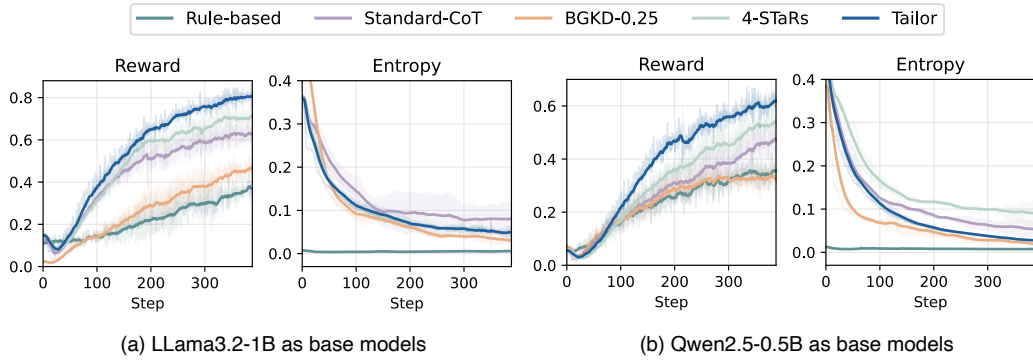 Rule-based Standard-CoT BGKD-0.25 4-STaRs Tailor
Reward Entropy Reward Entropy
0.8
0.6
0.4
0.2
0.0
0 100 200 300
Step
0.4
0.3
0.2
0.1
0.0
0 100 200 300
Step
0.6
0.4
0.2
0.0
0 100 200 300
Step
0.4
0.3
0.2
0.1
0.0
0 100 200 300
Step
(a) LLama3.2-1B as base models
(b) Qwen2.5-0.5B as base models